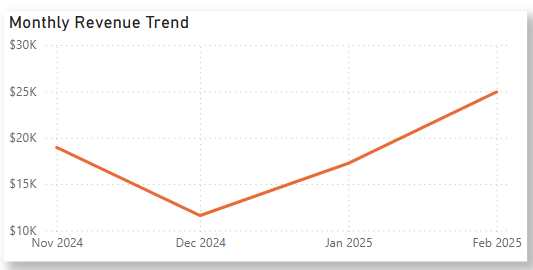 Monthly Revenue Trend
$30K
$25K
$20K
$15K
$10K
Nov 2024 Dec 2024 Jan 2025 Feb 2025